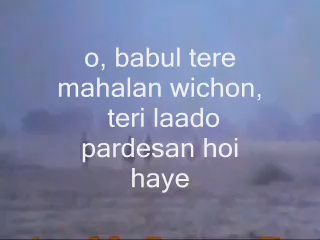 o, babul tere
mahalan wichon,
teri laado
pardesan hoi
haye